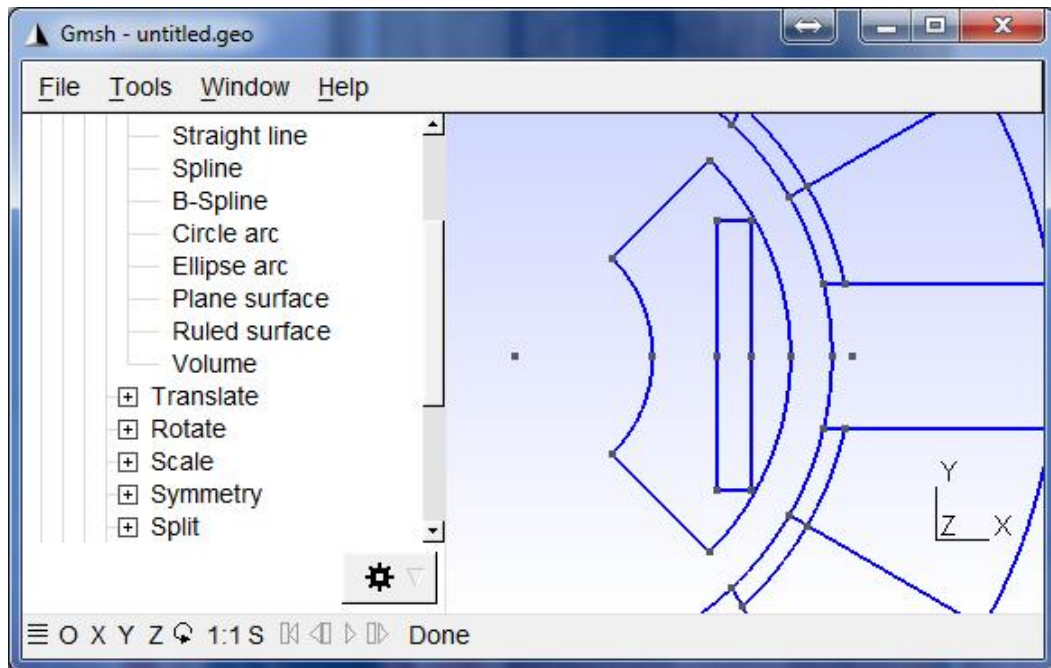 Gmsh - untitled.geo
File Tools Window Help
Straight line
Spline
B-Spline
Circle arc
Ellipse arc
Plane surface
Ruled surface
Volume
Translate
Rotate
Scale
Symmetry
Split
Y
Z X
O X Y Z 1:1 S Done